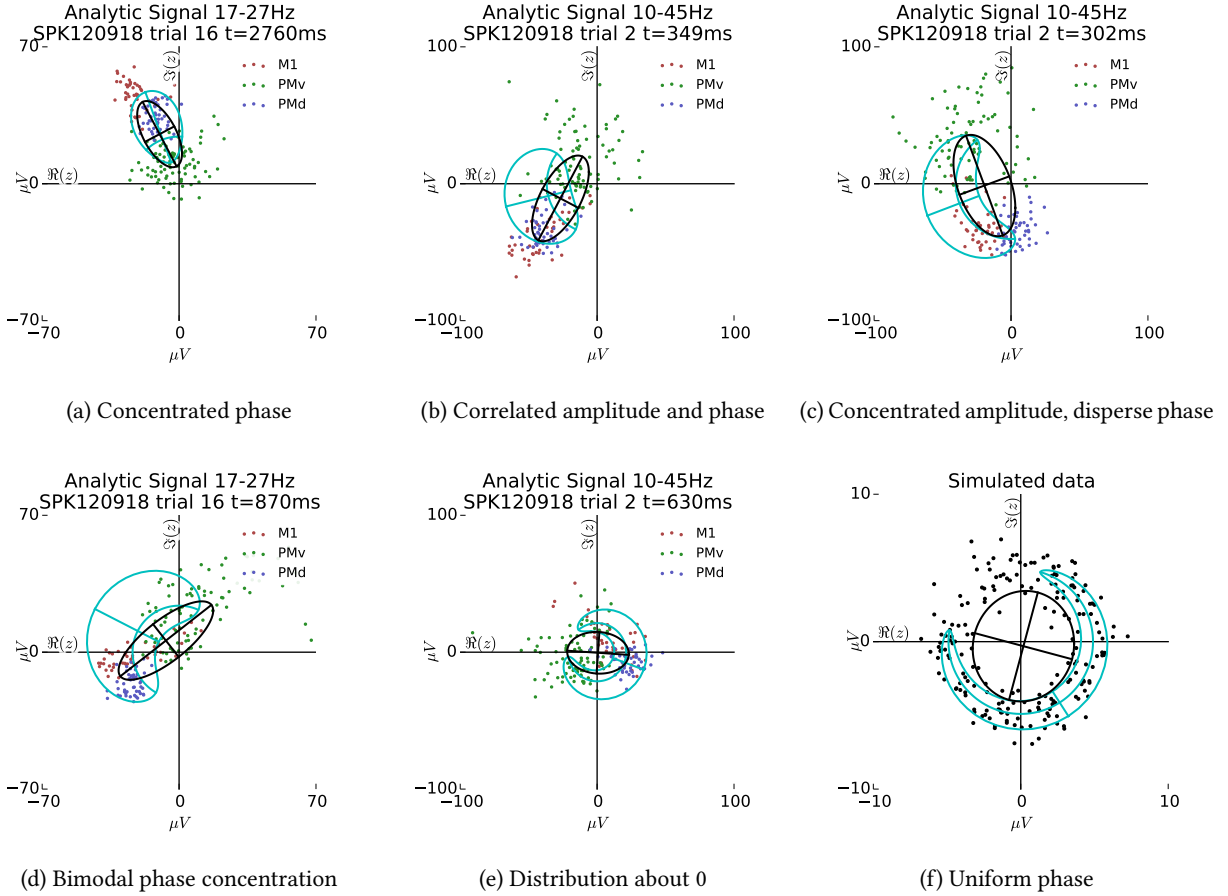 Analytic Signal 17-27Hz
SPK120918 trial 16 t=2760ms
70
ℑ(z)
M1
PMv
PMd
μV
ℜ(z)
0
−70
−70
0
70
μV
(a) Concentrated phase
Analytic Signal 10-45Hz
SPK120918 trial 2 t=349ms
100
ℑ(z)
M1
PMv
PMd
μV
ℜ(z)
0
−100
−100
0
100
μV
(b) Correlated amplitude and phase
Analytic Signal 10-45Hz
SPK120918 trial 2 t=302ms
100
ℑ(z)
M1
PMv
PMd
μV
ℜ(z)
0
−100
−100
0
100
μV
(c) Concentrated amplitude, disperse phase
Analytic Signal 17-27Hz
SPK120918 trial 16 t=870ms
70
ℑ(z)
M1
PMv
PMd
μV
ℜ(z)
0
−70
−70
0
70
μV
(d) Bimodal phase concentration
Analytic Signal 10-45Hz
SPK120918 trial 2 t=630ms
100
ℑ(z)
M1
PMv
PMd
μV
ℜ(z)
0
−100
−100
0
100
μV
(e) Distribution about 0
Simulated data
10
ℑ(z)
μV
ℜ(z)
0
−10
−10
0
10
μV
(f) Uniform phase